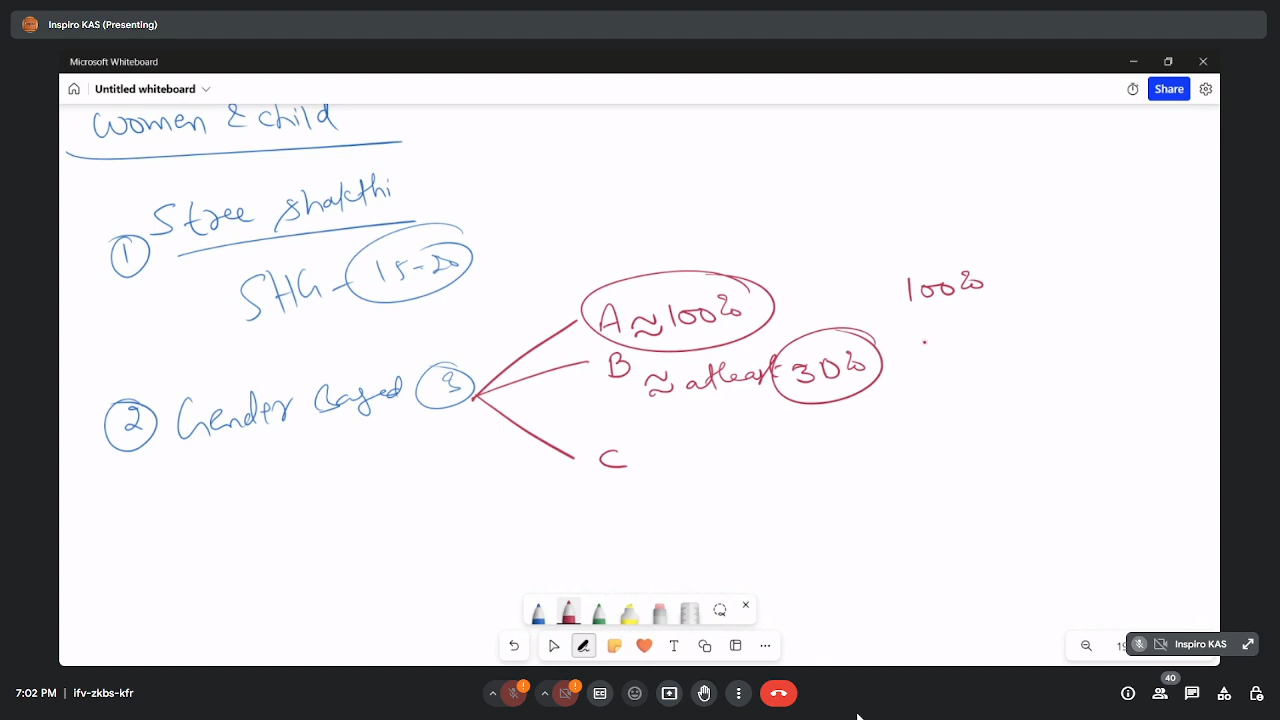 Inspiro KAS (Presenting)
Microsoft Whiteboard
Untitled whiteboard
Share
Women & child
① Stree shakthi
SHG - 15-20
② Gender Based 3
A ≈ 100%
B ≈ atleast 30%
C
100%
Inspiro KAS
40
7:02 PM | ifv-zkbs-kfr